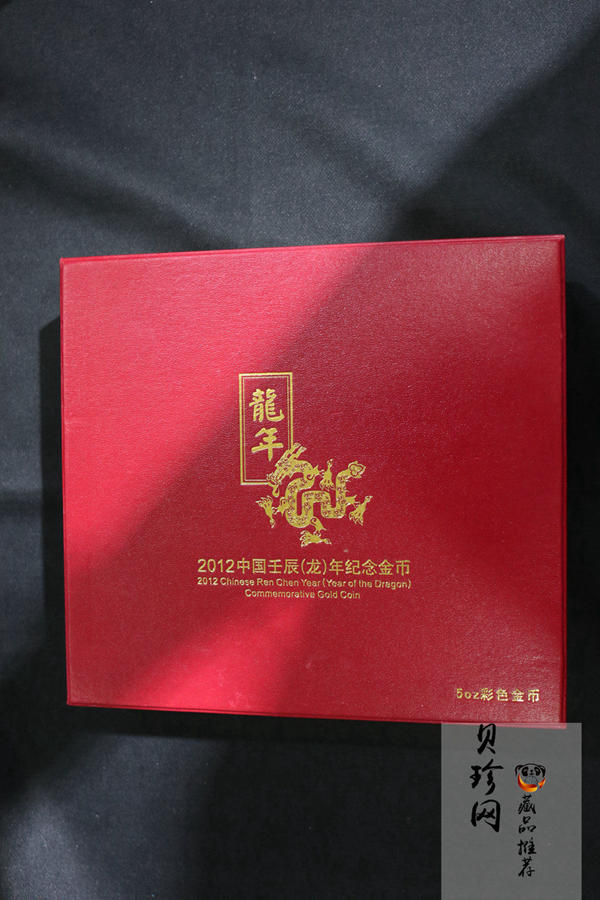 龍年
2012中国壬辰(龙)年纪念金币
2012 Chinese Ren Chen Year(Year of the Dragon)
Commemorative Gold Coin
5oz彩色金币
贝珍网
藏品推荐